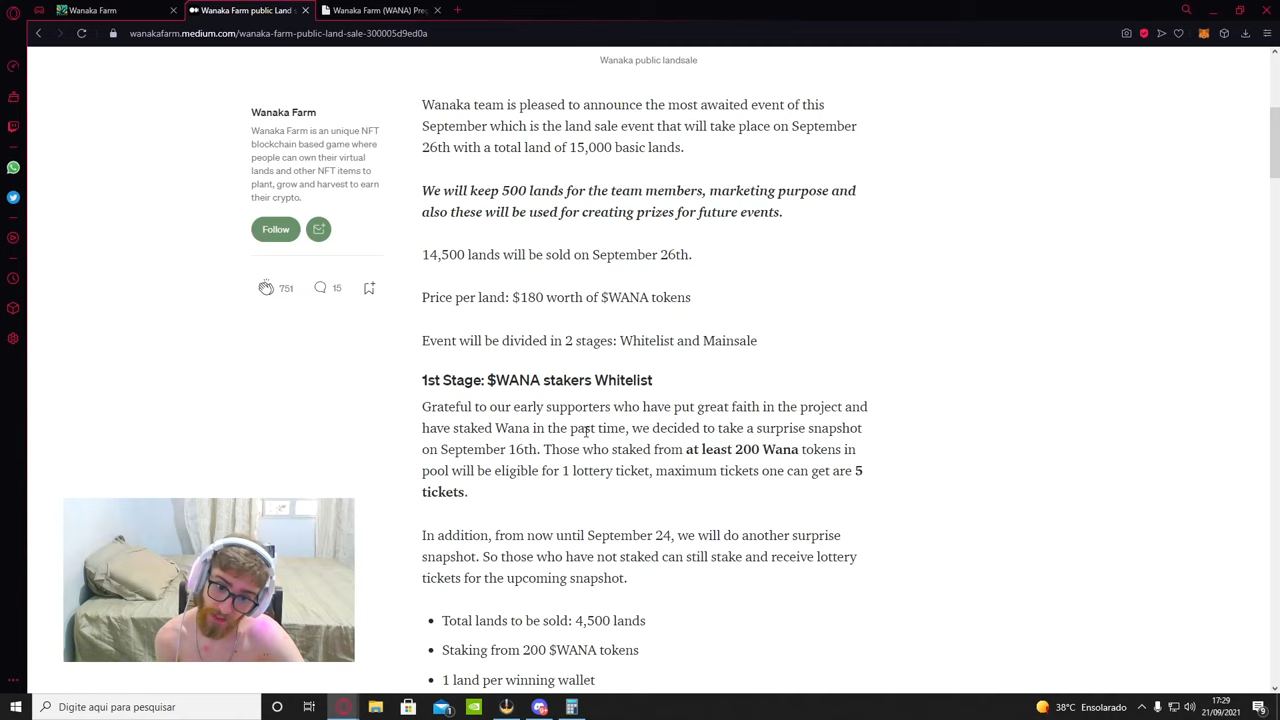 Wanaka Farm
Wanaka Farm public Land s
Wanaka Farm (WANA) Pre
wanakafarm.medium.com/wanaka-farm-public-land-sale-300005d9ed0a
Wanaka public landsale
Wanaka Farm
Wanaka Farm is an unique NFT
blockchain based game where
people can own their virtual
lands and other NFT items to
plant, grow and harvest to earn
their crypto.
Follow
751
15
Wanaka team is pleased to announce the most awaited event of this
September which is the land sale event that will take place on September
26th with a total land of 15,000 basic lands.
We will keep 500 lands for the team members, marketing purpose and
also these will be used for creating prizes for future events.
14,500 lands will be sold on September 26th.
Price per land: $180 worth of $WANA tokens
Event will be divided in 2 stages: Whitelist and Mainsale
1st Stage: $WANA stakers Whitelist
Grateful to our early supporters who have put great faith in the project and
have staked Wana in the past time, we decided to take a surprise snapshot
on September 16th. Those who staked from at least 200 Wana tokens in
pool will be eligible for 1 lottery ticket, maximum tickets one can get are 5
tickets.
In addition, from now until September 24, we will do another surprise
snapshot. So those who have not staked can still stake and receive lottery
tickets for the upcoming snapshot.
• Total lands to be sold: 4,500 lands
• Staking from 200 $WANA tokens
• 1 land per winning wallet
Digite aqui para pesquisar
38°C Ensolarado
17:29
21/09/2021